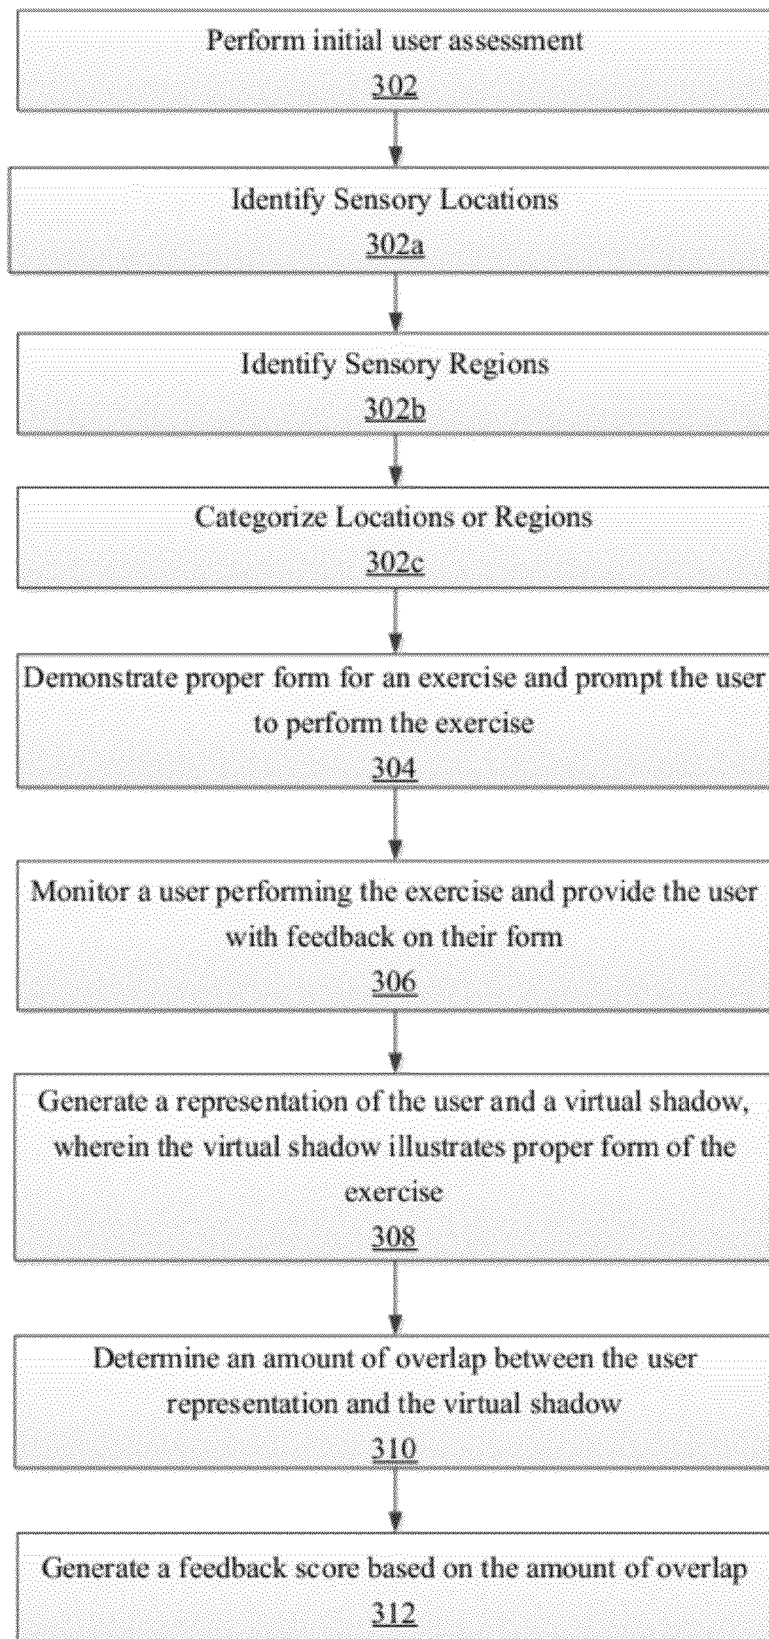 Perform initial user assessment
302
Identify Sensory Locations
302a
Identify Sensory Regions
302b
Categorize Locations or Regions
302c
Demonstrate proper form for an exercise and prompt the user
to perform the exercise
304
Monitor a user performing the exercise and provide the user
with feedback on their form
306
Generate a representation of the user and a virtual shadow,
wherein the virtual shadow illustrates proper form of the
exercise
308
Determine an amount of overlap between the user
representation and the virtual shadow
310
Generate a feedback score based on the amount of overlap
312